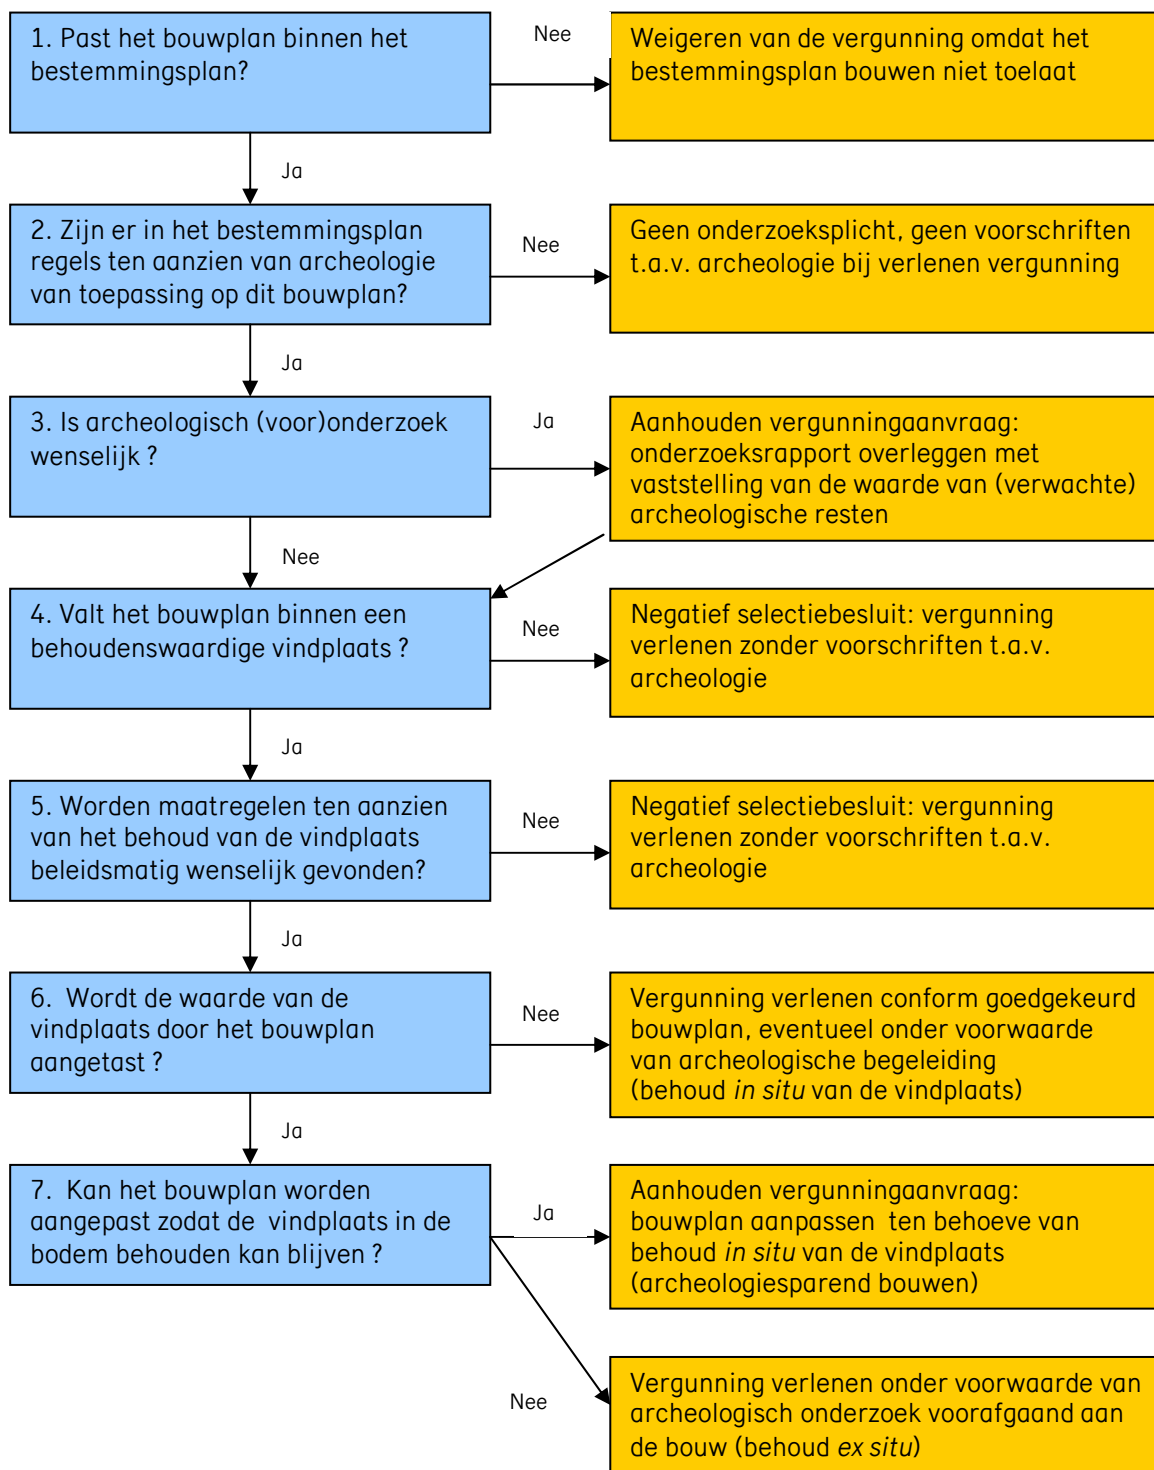 1. Past het bouwplan binnen het
bestemmingsplan?
Nee
Weigeren van de vergunning omdat het
bestemmingsplan bouwen niet toelaat
Ja
2. Zijn er in het bestemmingsplan
regels ten aanzien van archeologie
van toepassing op dit bouwplan?
Nee
Geen onderzoeksplicht, geen voorschriften
t.a.v. archeologie bij verlenen vergunning
Ja
3. Is archeologisch (voor)onderzoek
wenselijk ?
Ja
Aanhouden vergunningaanvraag:
onderzoeksrapport overleggen met
vaststelling van de waarde van (verwachte)
archeologische resten
Nee
4. Valt het bouwplan binnen een
behoudenswaardige vindplaats ?
Nee
Negatief selectiebesluit: vergunning
verlenen zonder voorschriften t.a.v.
archeologie
Ja
5. Worden maatregelen ten aanzien
van het behoud van de vindplaats
beleidsmatig wenselijk gevonden?
Nee
Negatief selectiebesluit: vergunning
verlenen zonder voorschriften t.a.v.
archeologie
Ja
6. Wordt de waarde van de
vindplaats door het bouwplan
aangetast ?
Nee
Vergunning verlenen conform goedgekeurd
bouwplan, eventueel onder voorwaarde
van archeologische begeleiding
(behoud in situ van de vindplaats)
Ja
7. Kan het bouwplan worden
aangepast zodat de vindplaats in de
bodem behouden kan blijven ?
Ja
Aanhouden vergunningaanvraag:
bouwplan aanpassen ten behoeve van
behoud in situ van de vindplaats
(archeologiesparend bouwen)
Nee
Vergunning verlenen onder voorwaarde van
archeologisch onderzoek voorafgaand aan
de bouw (behoud ex situ)